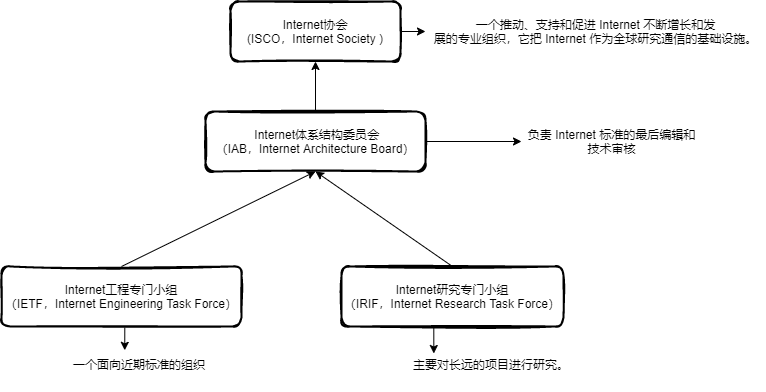 Internet协会
(ISCO，Internet Society )
一个推动、支持和促进 Internet 不断增长和发
展的专业组织，它把 Internet 作为全球研究通信的基础设施。
Internet体系结构委员会
（IAB，Internet Architecture Board）
负责 Internet 标准的最后编辑和
技术审核
Internet工程专门小组
（IETF，Internet Engineering Task Force）
Internet研究专门小组
（IRIF，Internet Research Task Force）
一个面向近期标准的组织
主要对长远的项目进行研究。